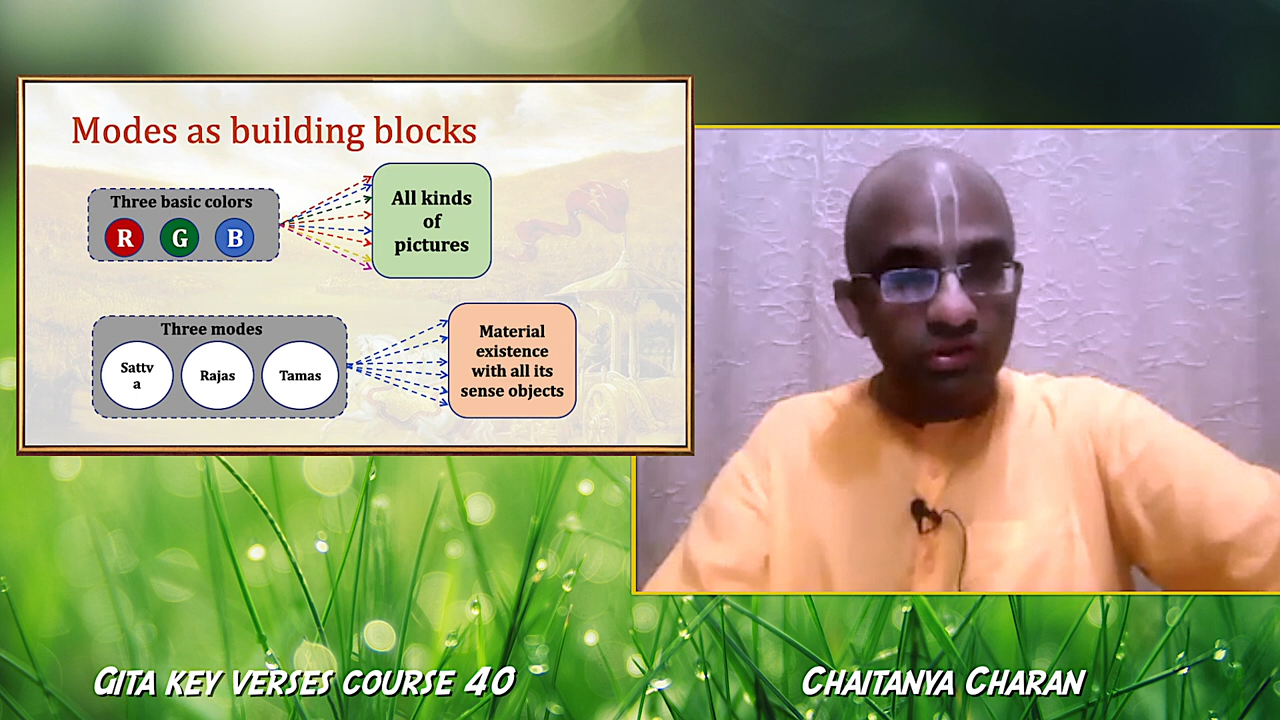 Modes as building blocks
Three basic colors
R G B
All kinds
of
pictures
Three modes
Sattv
a
Rajas
Tamas
Material
existence
with all its
sense objects
GITA KEY VERSES COURSE 40
CHAITANYA CHARAN